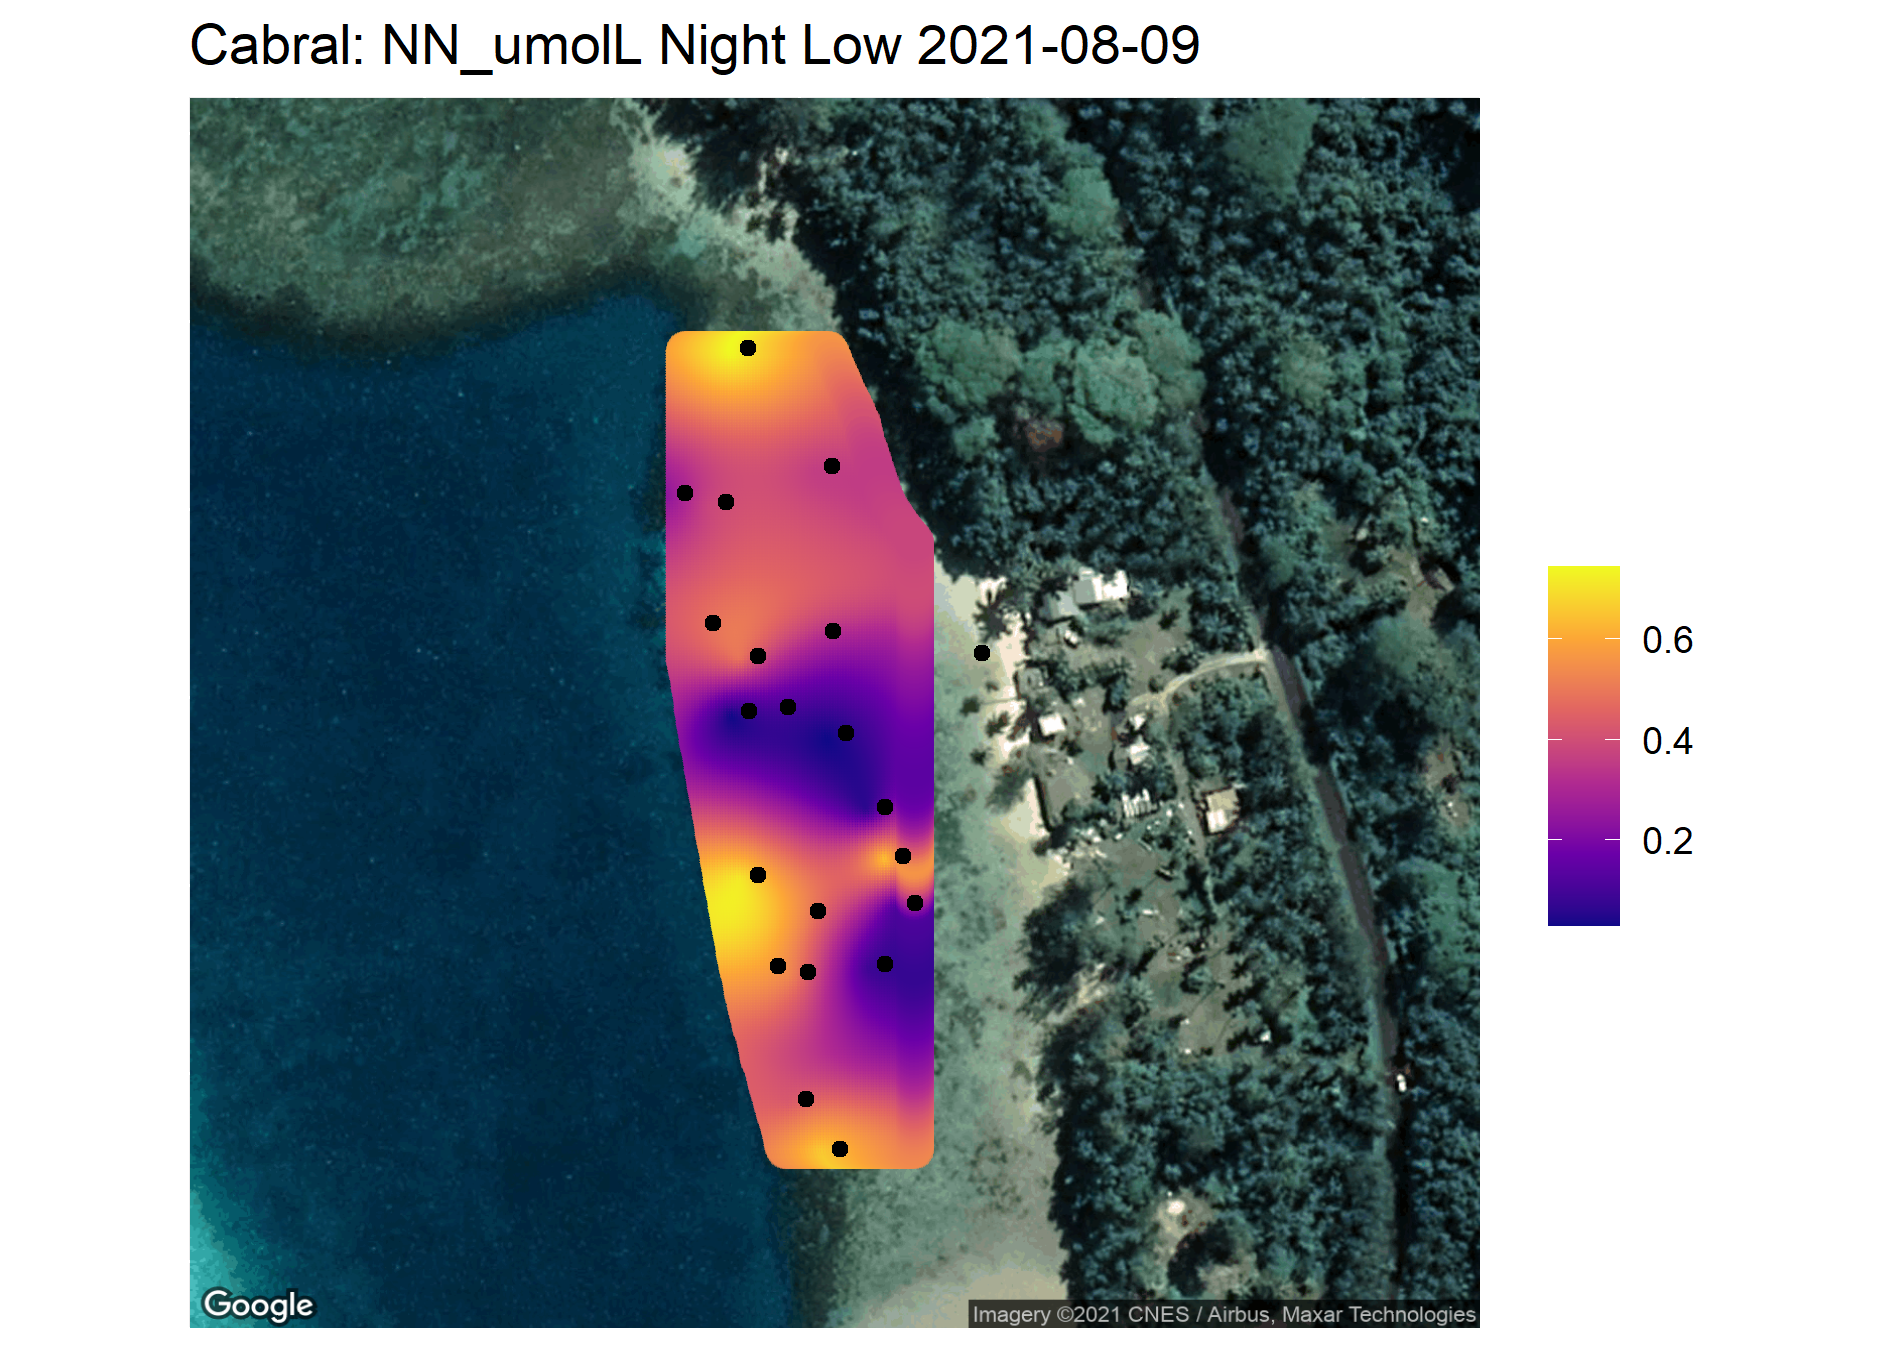 Cabral: NN_umolL Night Low 2021-08-09
0.6
0.4
0.2
Google
Imagery ©2021 CNES / Airbus, Maxar Technologies